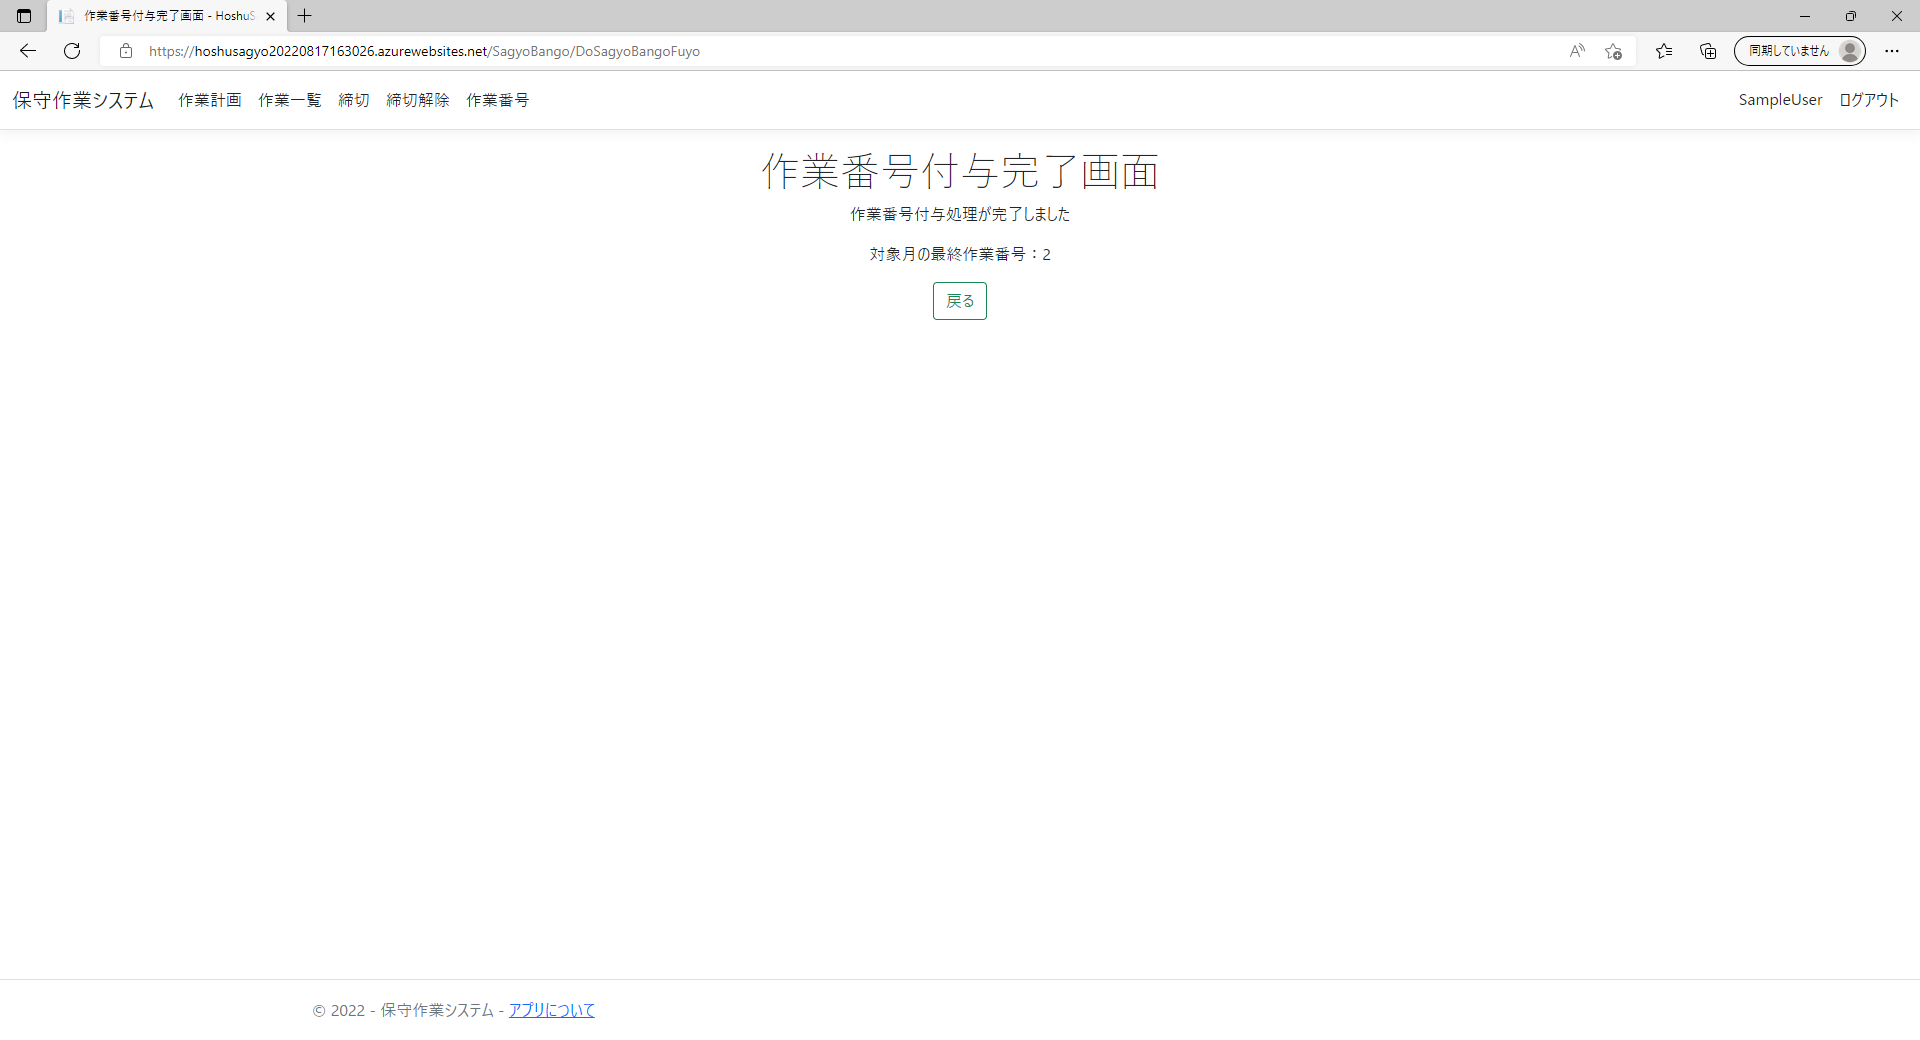 作業番号付与完了画面 - HoshuS
https://hoshusagyo20220817163026.azurewebsites.net/SagyoBango/DoSagyoBangoFuyo
同期していません
保守作業システム 作業計画 作業一覧 締切 締切解除 作業番号 SampleUser ログアウト
作業番号付与完了画面
作業番号付与処理が完了しました
対象月の最終作業番号：2
戻る
© 2022 - 保守作業システム - アプリについて